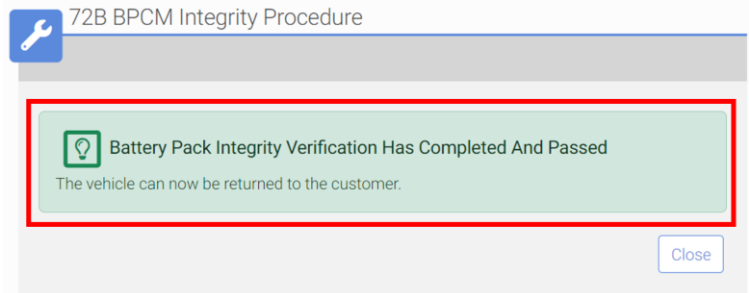 72B BPCM Integrity Procedure
Battery Pack Integrity Verification Has Completed And Passed
The vehicle can now be returned to the customer.
Close